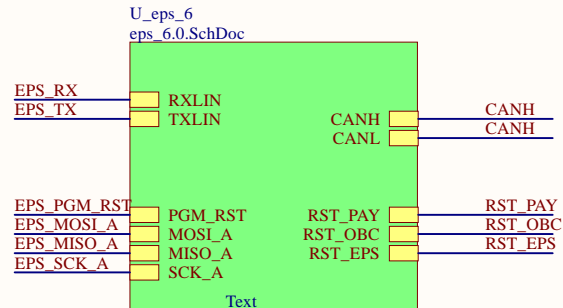 U_eps_6
eps_6.0.SchDoc
EPS_RX RXLIN
EPS_TX TXLIN
CANH CANH
CANL CANH
EPS_PGM_RST PGM_RST RST_PAY RST_PAY
EPS_MOSI_A MOSI_A RST_OBC RST_OBC
EPS_MISO_A MISO_A RST_EPS RST_EPS
EPS_SCK_A SCK_A
Text